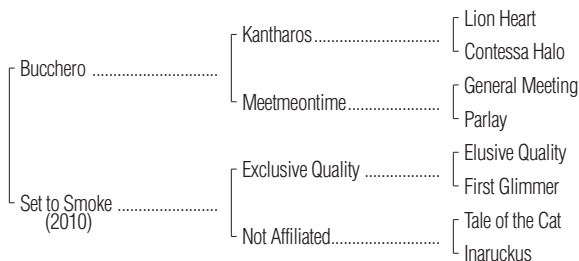 Lion Heart
Kantharos
Contessa Halo
Bucchero
General Meeting
Meetmeontime
Parlay
Elusive Quality
Exclusive Quality
First Glimmer
Set to Smoke
(2010)
Tale of the Cat
Not Affiliated
Inaruckus